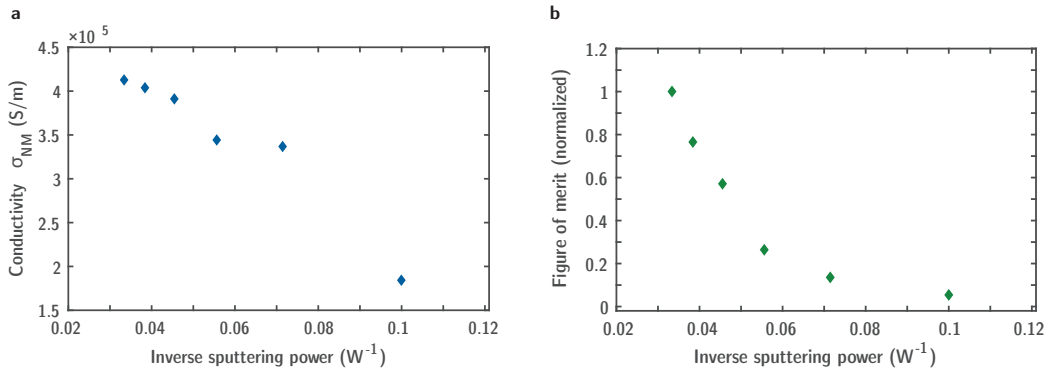 a
4.5 × 10 5
4
3.5
3
2.5
2
1.5
Conductivity σNM (S/m)
0.02 0.04 0.06 0.08 0.1 0.12
Inverse sputtering power (W-1)
b
1.2
1
0.8
0.6
0.4
0.2
0
Figure of merit (normalized)
0.02 0.04 0.06 0.08 0.1 0.12
Inverse sputtering power (W-1)